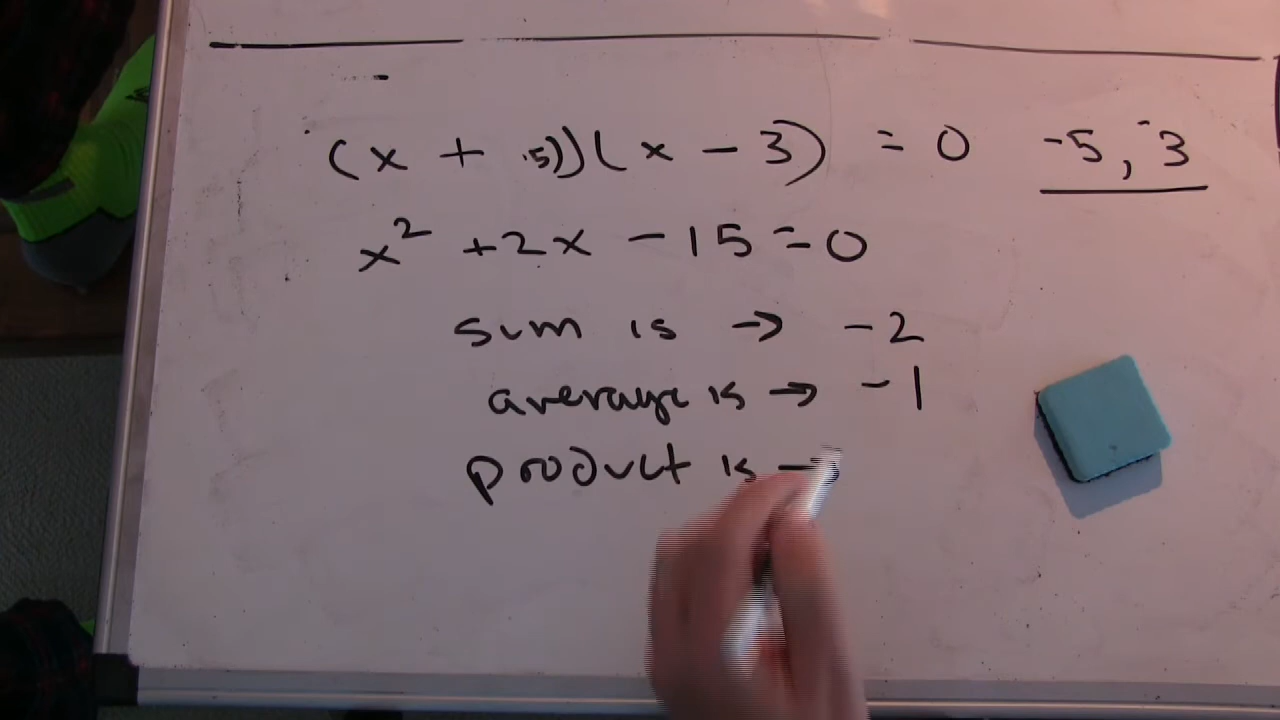 (x + 5))(x - 3) = 0 -5, 3
x² +2x -15=0
sum is → -2
average is → -1
product is →